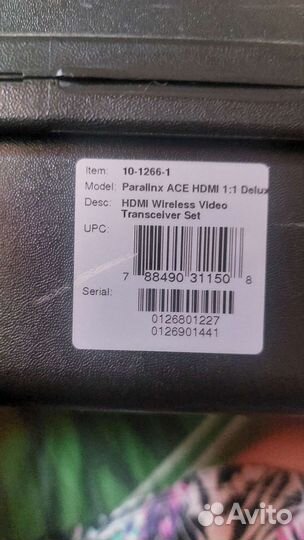 Item: 10-1266-1
Model: Paralinx ACE HDMI 1:1 Delux
Desc: HDMI Wireless Video
Transceiver Set
UPC:
7 88490 31150 8
Serial:
0126801227
0126901441
Avito